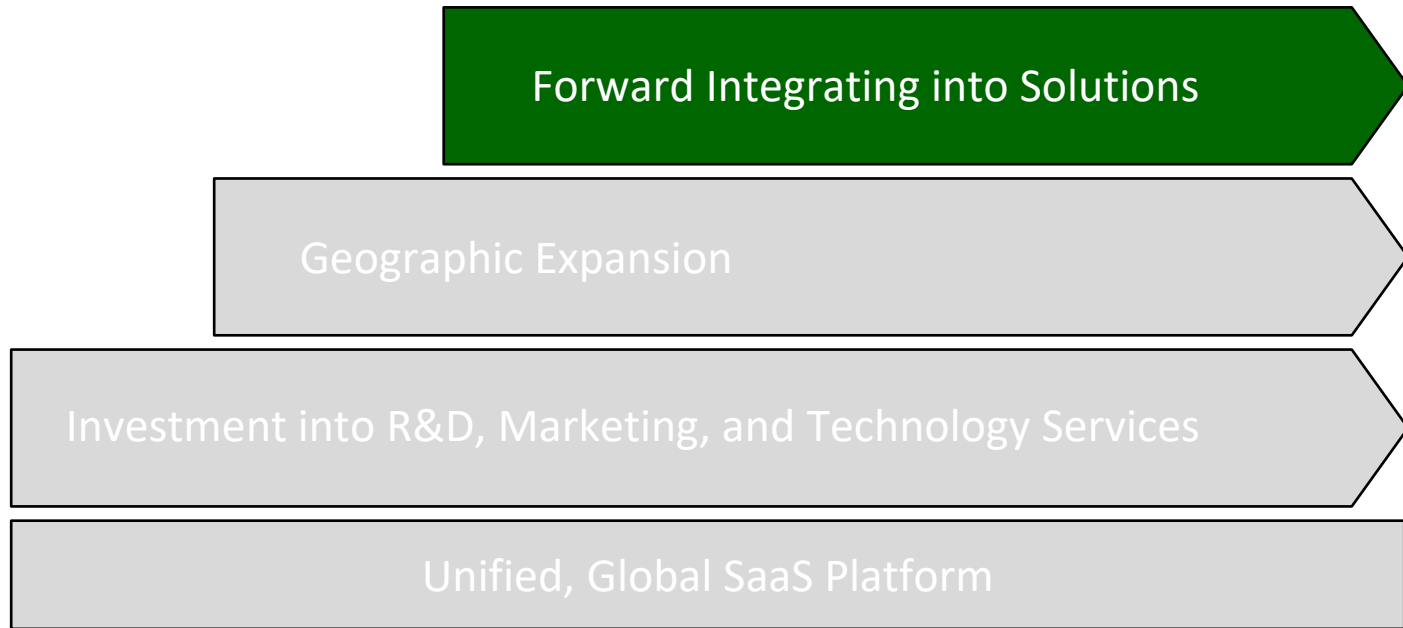 Forward Integrating into Solutions
Geographic Expansion
Investment into R&D, Marketing, and Technology Services
Unified, Global SaaS Platform